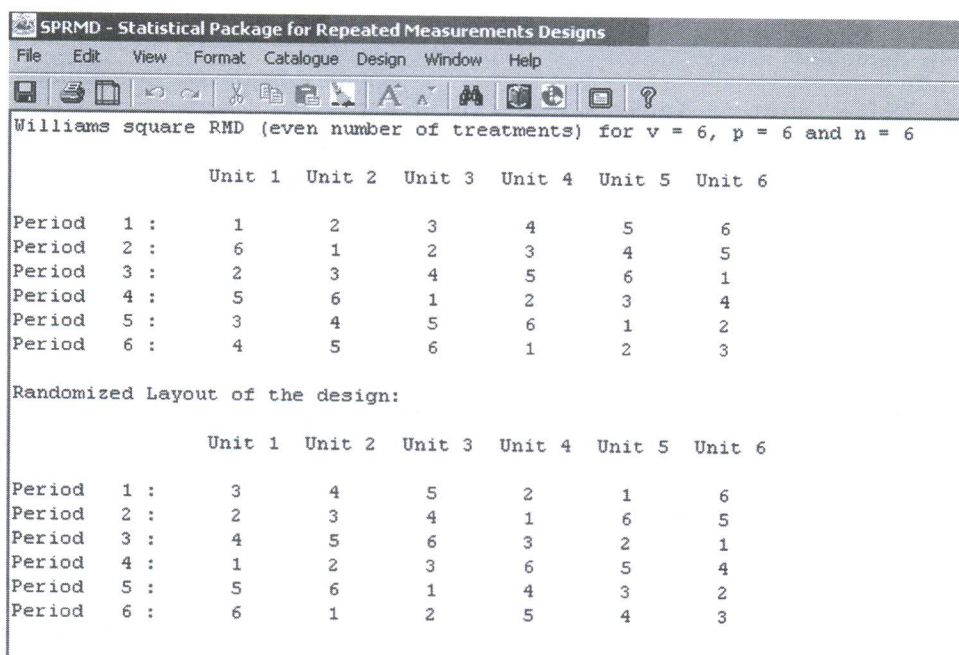 SPRMD - Statistical Package for Repeated Measurements Designs
File Edit View Format Catalogue Design Window Help
Williams square RMD (even number of treatments) for v = 6, p = 6 and n = 6
Unit 1 Unit 2 Unit 3 Unit 4 Unit 5 Unit 6
Period 1 : 1 2 3 4 5 6
Period 2 : 6 1 2 3 4 5
Period 3 : 2 3 4 5 6 1
Period 4 : 5 6 1 2 3 4
Period 5 : 3 4 5 6 1 2
Period 6 : 4 5 6 1 2 3
Randomized Layout of the design:
Unit 1 Unit 2 Unit 3 Unit 4 Unit 5 Unit 6
Period 1 : 3 4 5 2 1 6
Period 2 : 2 3 4 1 6 5
Period 3 : 4 5 6 3 2 1
Period 4 : 1 2 3 6 5 4
Period 5 : 5 6 1 4 3 2
Period 6 : 6 1 2 5 4 3